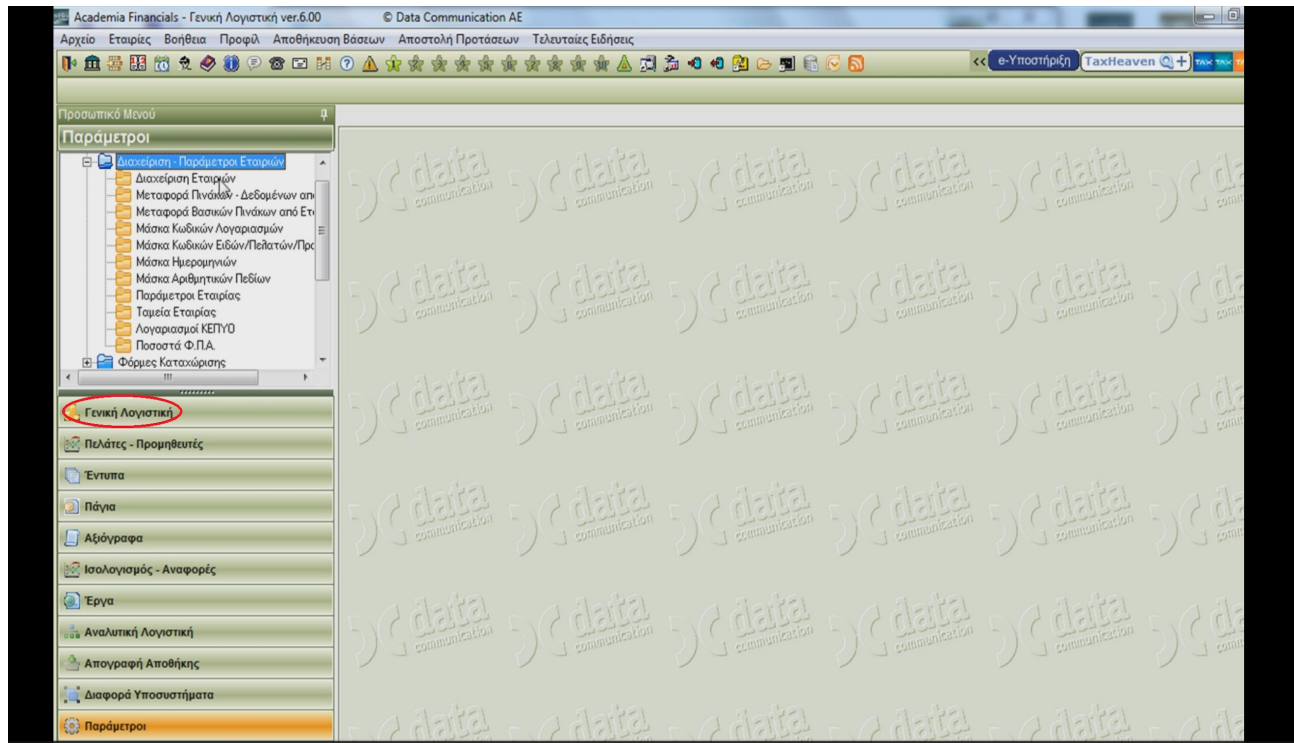 Academia Financials - Γενική Λογιστική ver.6.00 © Data Communication AE
Αρχείο Εταιρίες Βοήθεια Προφίλ Αποθήκευση Βάσεων Αποστολή Προτάσεων Τελευταίες Ειδήσεις
<< e-Υποστήριξη TaxHeaven
Προσωπικό Μενού
Παράμετροι
Διαχείριση - Παράμετροι Εταιριών
Διαχείριση Εταιριών
Μεταφορά Πινάκων - Δεδομένων από
Μεταφορά Βασικών Πινάκων από Ετ
Μάσκα Κωδικών Λογαριασμών
Μάσκα Κωδικών Ειδών/Πελατών/Προ
Μάσκα Ημερομηνιών
Μάσκα Αριθμητικών Πεδίων
Παράμετροι Εταιρίας
Ταμεία Εταιρίας
Λογαριασμοί ΚΕΠΥΟ
Ποσοστά Φ.Π.Α.
Φόρμες Καταχώρισης
Γενική Λογιστική
Πελάτες - Προμηθευτές
Έντυπα
Πάγια
Αξιόγραφα
Ισολογισμός - Αναφορές
Έργα
Αναλυτική Λογιστική
Απογραφή Αποθήκης
Διαφορά Υποσυστήματα
Παράμετροι
data communication